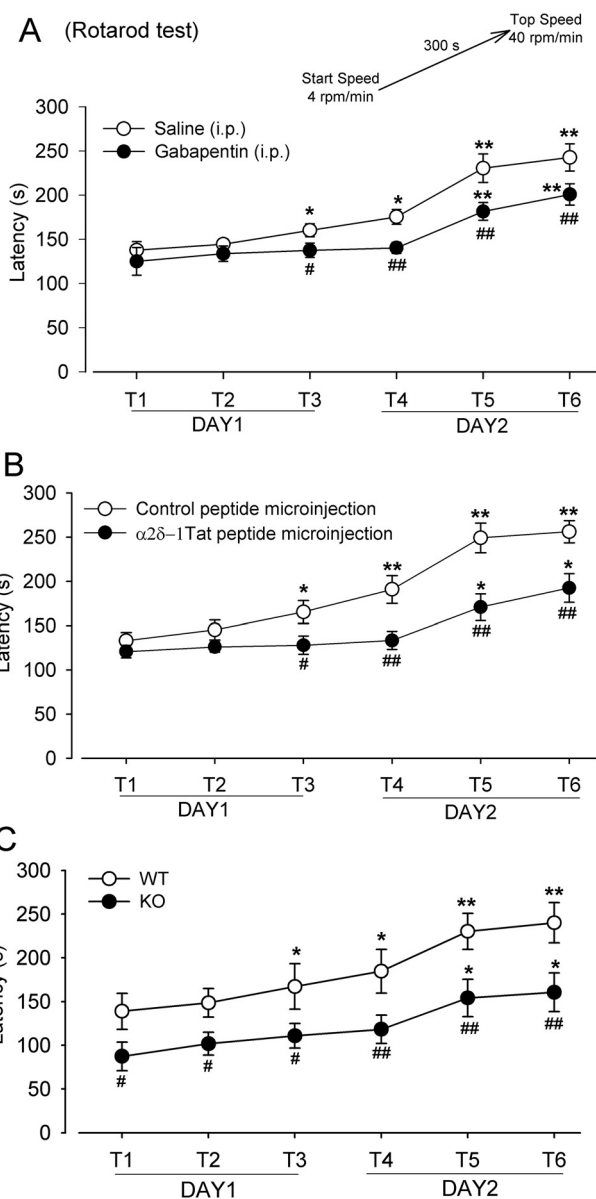 A (Rotarod test)
Top Speed
40 rpm/min
300 s
Start Speed
4 rpm/min
Saline (i.p.)
Gabapentin (i.p.)
Latency (s)
300
250
200
150
100
50
0
*
*
**
**
**
**
#
##
##
##
T1 T2 T3 T4 T5 T6
DAY1 DAY2
B
Control peptide microinjection
α2δ–1Tat peptide microinjection
Latency (s)
300
250
200
150
100
50
0
*
**
**
**
*
*
#
##
##
##
T1 T2 T3 T4 T5 T6
DAY1 DAY2
C
WT
KO
Latency (s)
300
250
200
150
100
50
0
*
*
**
**
*
*
#
#
#
##
##
##
T1 T2 T3 T4 T5 T6
DAY1 DAY2